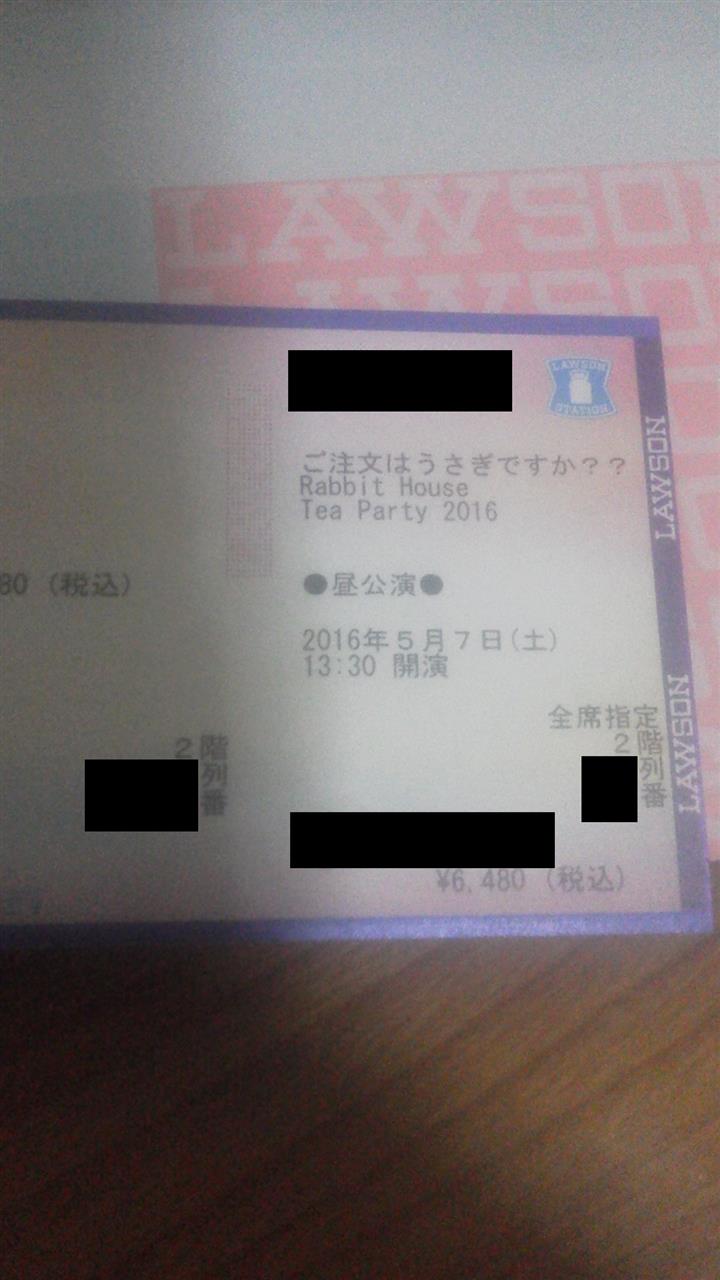 LAWSON
LAWSON
LAWSON
STATION
ご注文はうさぎですか？？
Rabbit House
Tea Party 2016
80 (税込)
●昼公演●
2016年５月７日(土)
13:30 開演
全席指定
２階
列
番
２階
列
番
¥6,480 (税込)
LAWSON
LAWSON